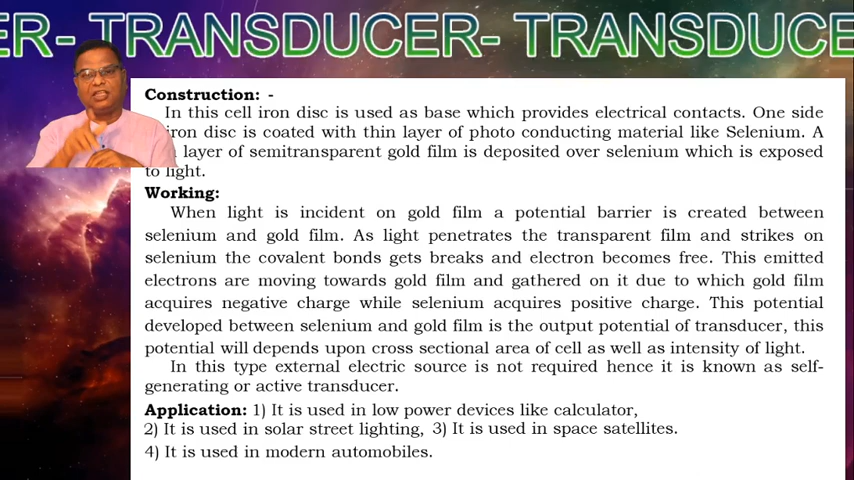 ER- TRANSDUCER- TRANSDUCE
Construction: -
In this cell iron disc is used as base which provides electrical contacts. One side
iron disc is coated with thin layer of photo conducting material like Selenium. A
layer of semitransparent gold film is deposited over selenium which is exposed
to light.
Working:
When light is incident on gold film a potential barrier is created between
selenium and gold film. As light penetrates the transparent film and strikes on
selenium the covalent bonds gets breaks and electron becomes free. This emitted
electrons are moving towards gold film and gathered on it due to which gold film
acquires negative charge while selenium acquires positive charge. This potential
developed between selenium and gold film is the output potential of transducer, this
potential will depends upon cross sectional area of cell as well as intensity of light.
In this type external electric source is not required hence it is known as self-
generating or active transducer.
Application: 1) It is used in low power devices like calculator,
2) It is used in solar street lighting, 3) It is used in space satellites.
4) It is used in modern automobiles.